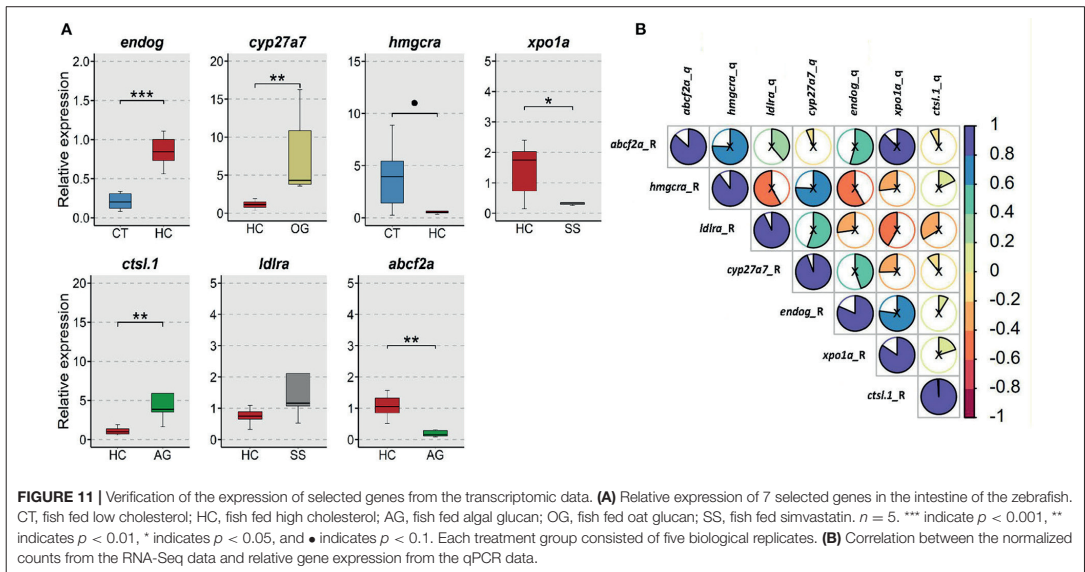 A
B
endog
cyp27a7
hmgcra
xpo1a
Relative expression
2.0
1.5
1.0
0.5
0.0
***
CT HC
20
15
10
5
0
**
HC OG
15
10
5
0
●
CT HC
5
4
3
2
1
0
*
HC SS
ctsl.1
ldlra
abcf2a
Relative expression
20
15
10
5
0
**
HC AG
5
4
3
2
1
0
HC SS
5
4
3
2
1
0
**
HC AG
abcf2a_q
hmgcra_q
ldlra_q
cyp27a7_q
endog_q
xpo1a_q
ctsl.1_q
abcf2a_R
hmgcra_R
ldlra_R
cyp27a7_R
endog_R
xpo1a_R
ctsl.1_R
1
0.8
0.6
0.4
0.2
0
-0.2
-0.4
-0.6
-0.8
-1
FIGURE 11 | Verification of the expression of selected genes from the transcriptomic data. (A) Relative expression of 7 selected genes in the intestine of the zebrafish.
CT, fish fed low cholesterol; HC, fish fed high cholesterol; AG, fish fed algal glucan; OG, fish fed oat glucan; SS, fish fed simvastatin. n = 5. *** indicate p < 0.001, **
indicates p < 0.01, * indicates p < 0.05, and ● indicates p < 0.1. Each treatment group consisted of five biological replicates. (B) Correlation between the normalized
counts from the RNA-Seq data and relative gene expression from the qPCR data.